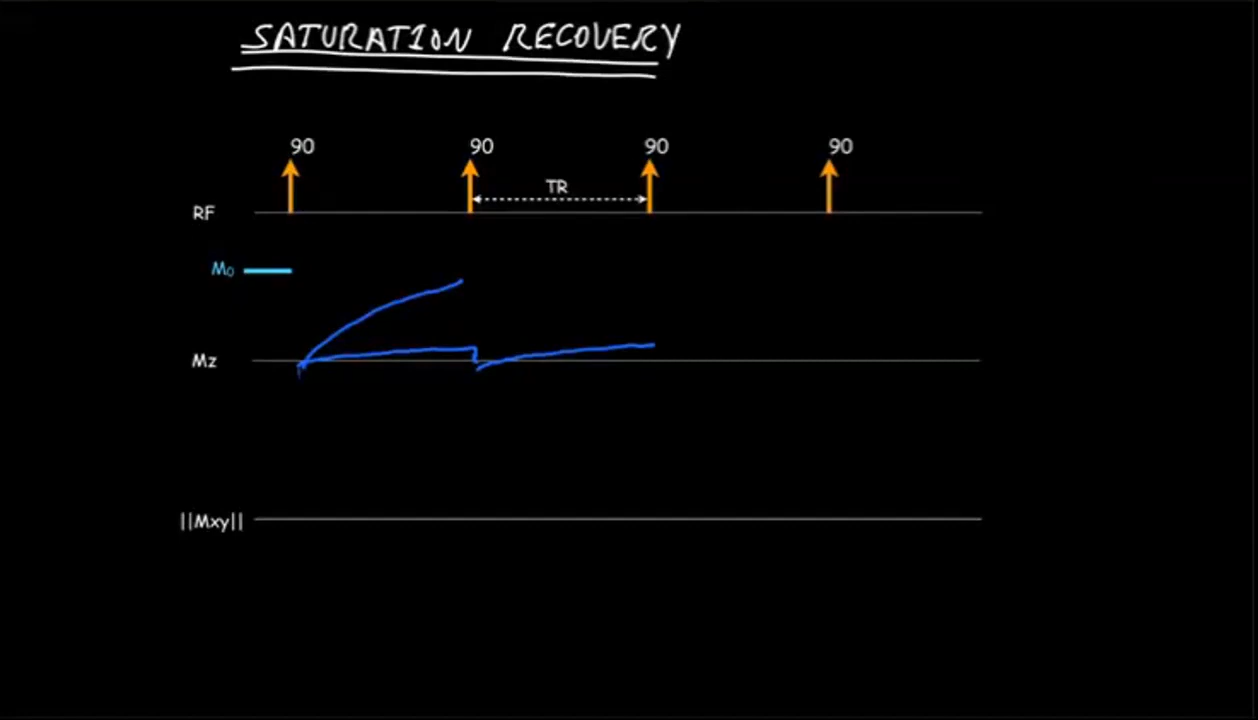 SATURATION RECOVERY
90 90 90 90
TR
RF
M₀
Mz
||Mxy||